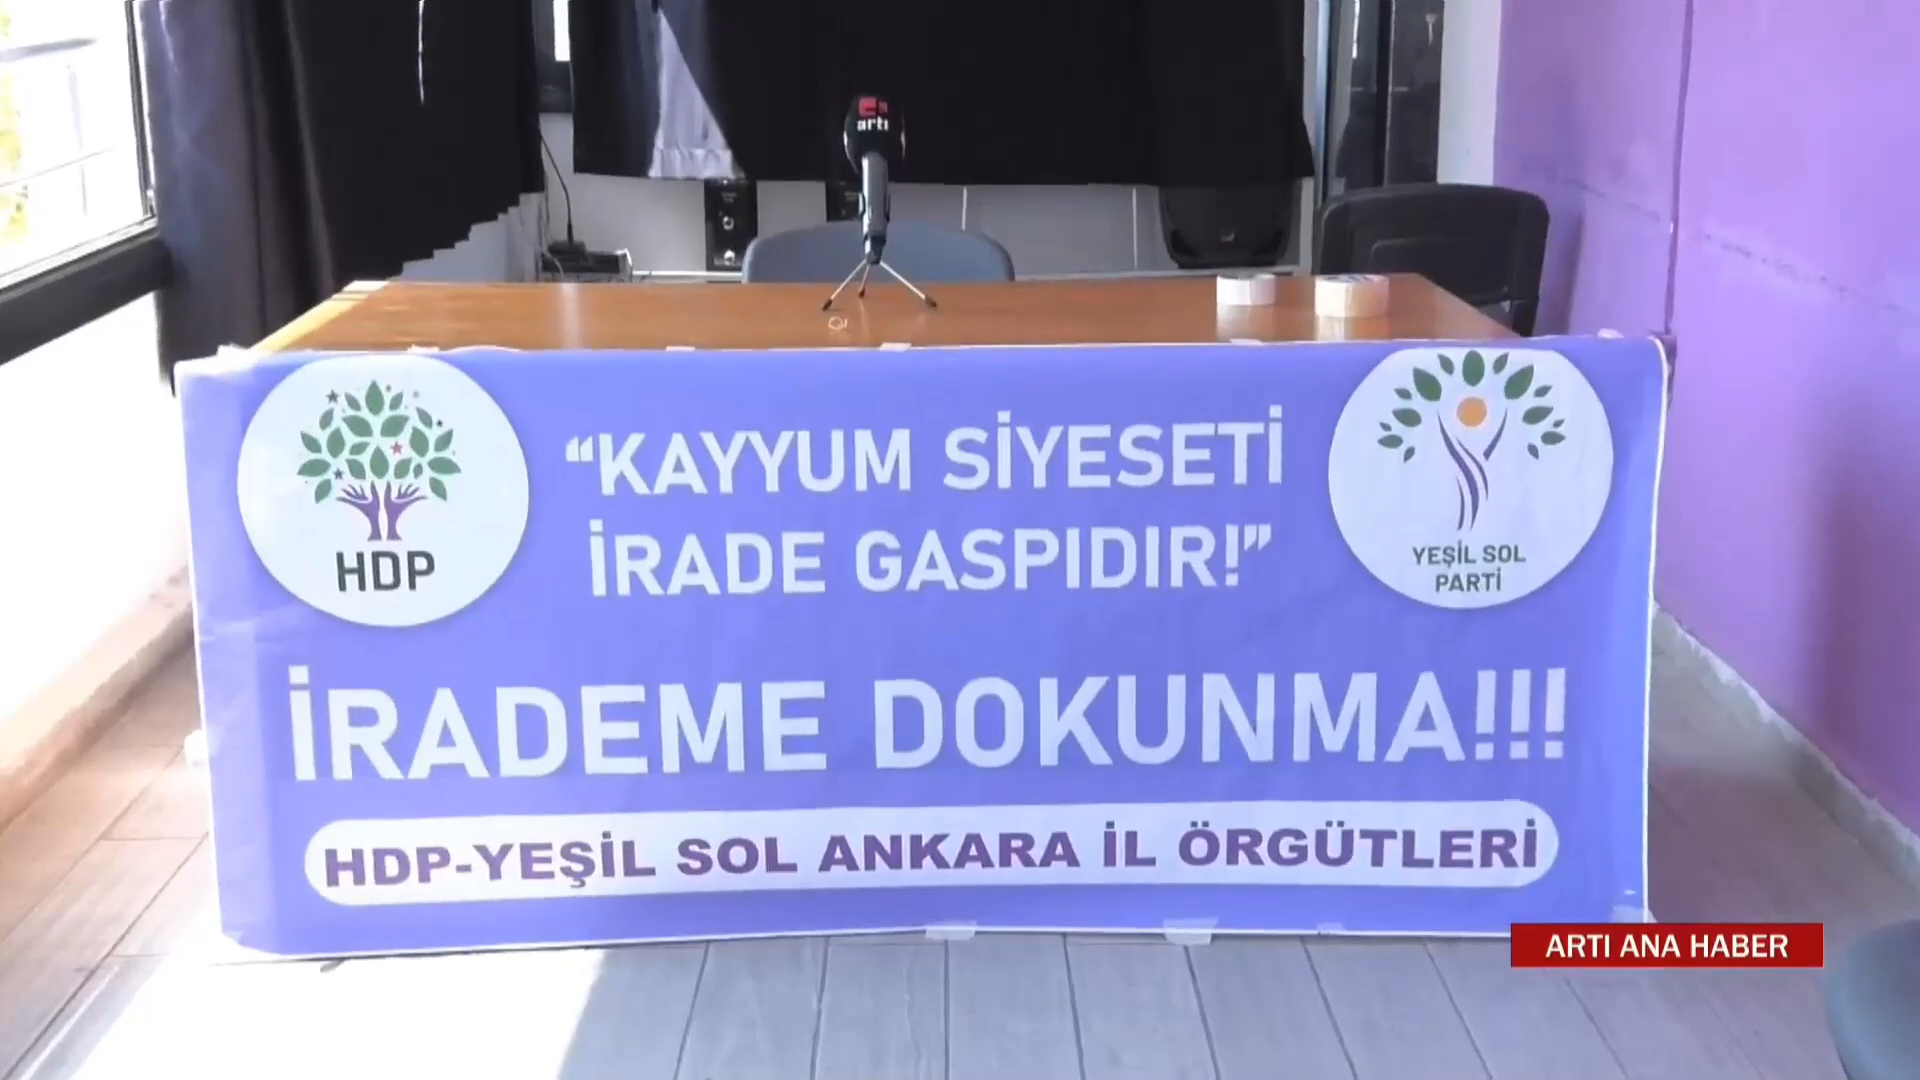 artı
"KAYYUM SİYESETİ
İRADE GASPIDIR!"
HDP
YEŞİL SOL
PARTİ
İRADEME DOKUNMA!!!
HDP-YEŞİL SOL ANKARA İL ÖRGÜTLERİ
ARTI ANA HABER